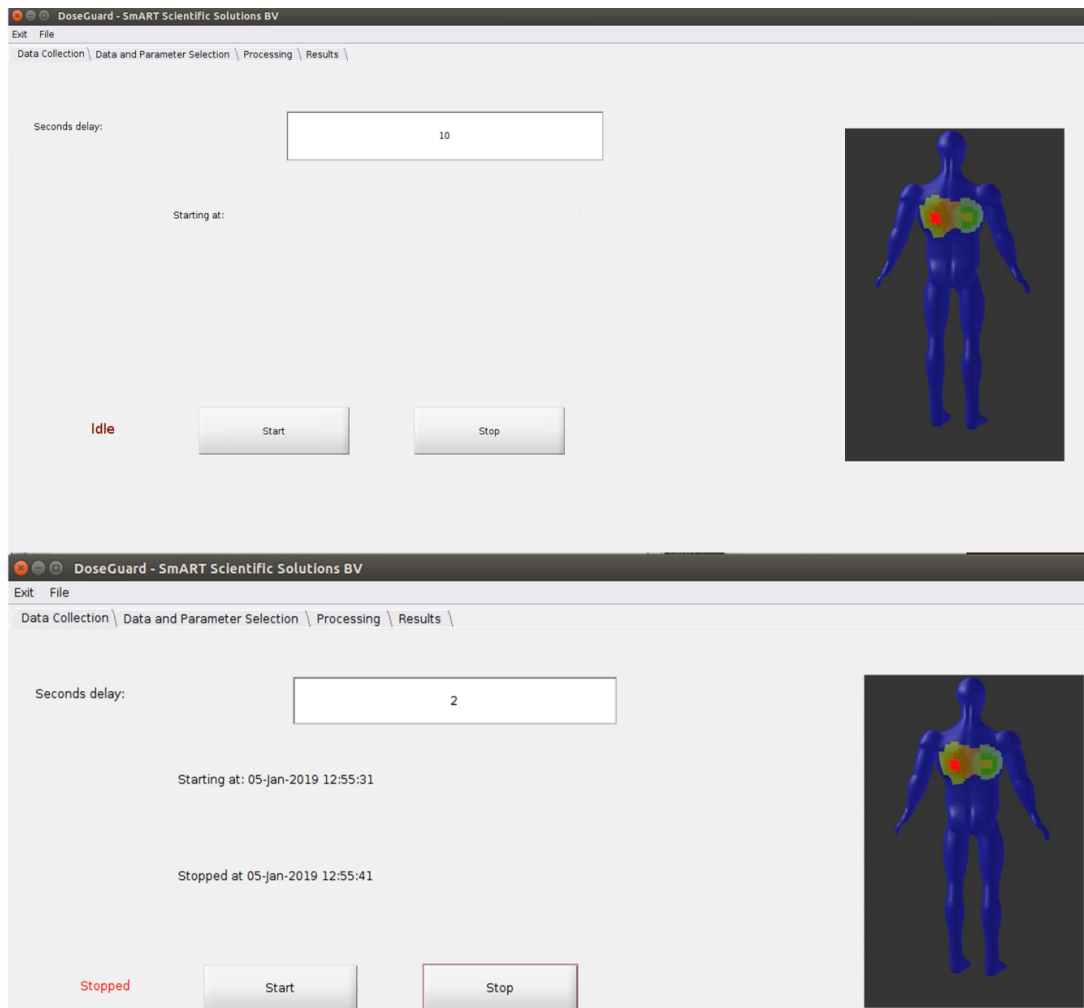 DoseGuard - SmART Scientific Solutions BV
Exit File
Data Collection Data and Parameter Selection Processing Results
Seconds delay: 10
Starting at:
Idle Start Stop
DoseGuard - SmART Scientific Solutions BV
Exit File
Data Collection Data and Parameter Selection Processing Results
Seconds delay: 2
Starting at: 05-Jan-2019 12:55:31
Stopped at 05-Jan-2019 12:55:41
Stopped Start Stop